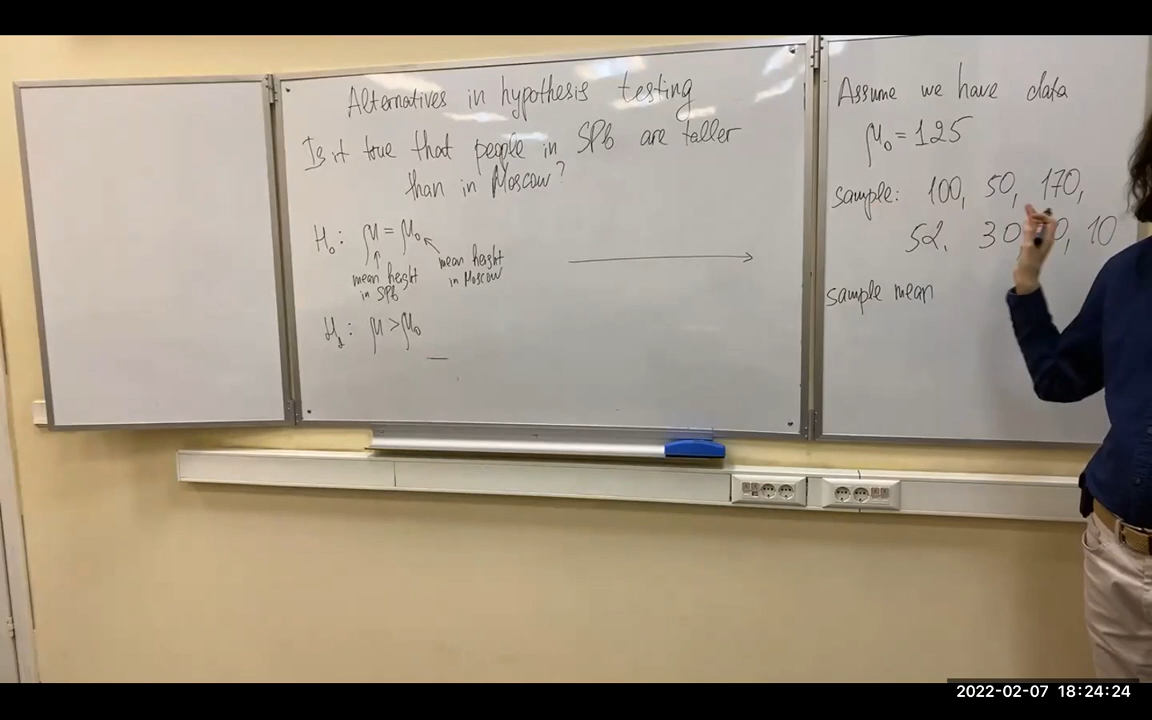 Alternatives in hypothesis testing
Is it true that people in SPb are taller
than in Moscow?
H₀: μ = μ₀
mean height
in SPb
mean height
in Moscow
H₁: μ > μ₀
Assume we have data
μ₀ = 125
sample: 100, 50, 170,
52, 30 0, 10
sample mean
2022-02-07 18:24:24